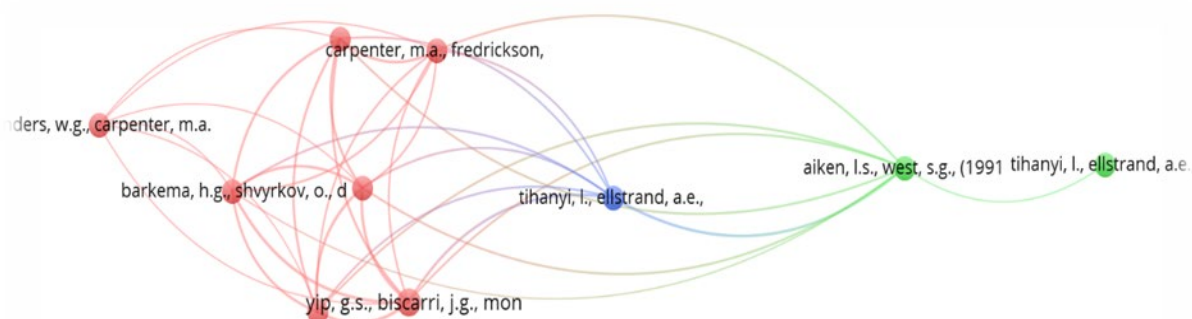 carpenter, m.a., fredrickson,
nders, w.g., carpenter, m.a.
aiken, l.s., west, s.g., (1991
tihanyi, l., ellstrand, a.e.
barkema, h.g., shvyrkov, o., d
tihanyi, l., ellstrand, a.e.,
yip, g.s., biscarri, j.g., mon